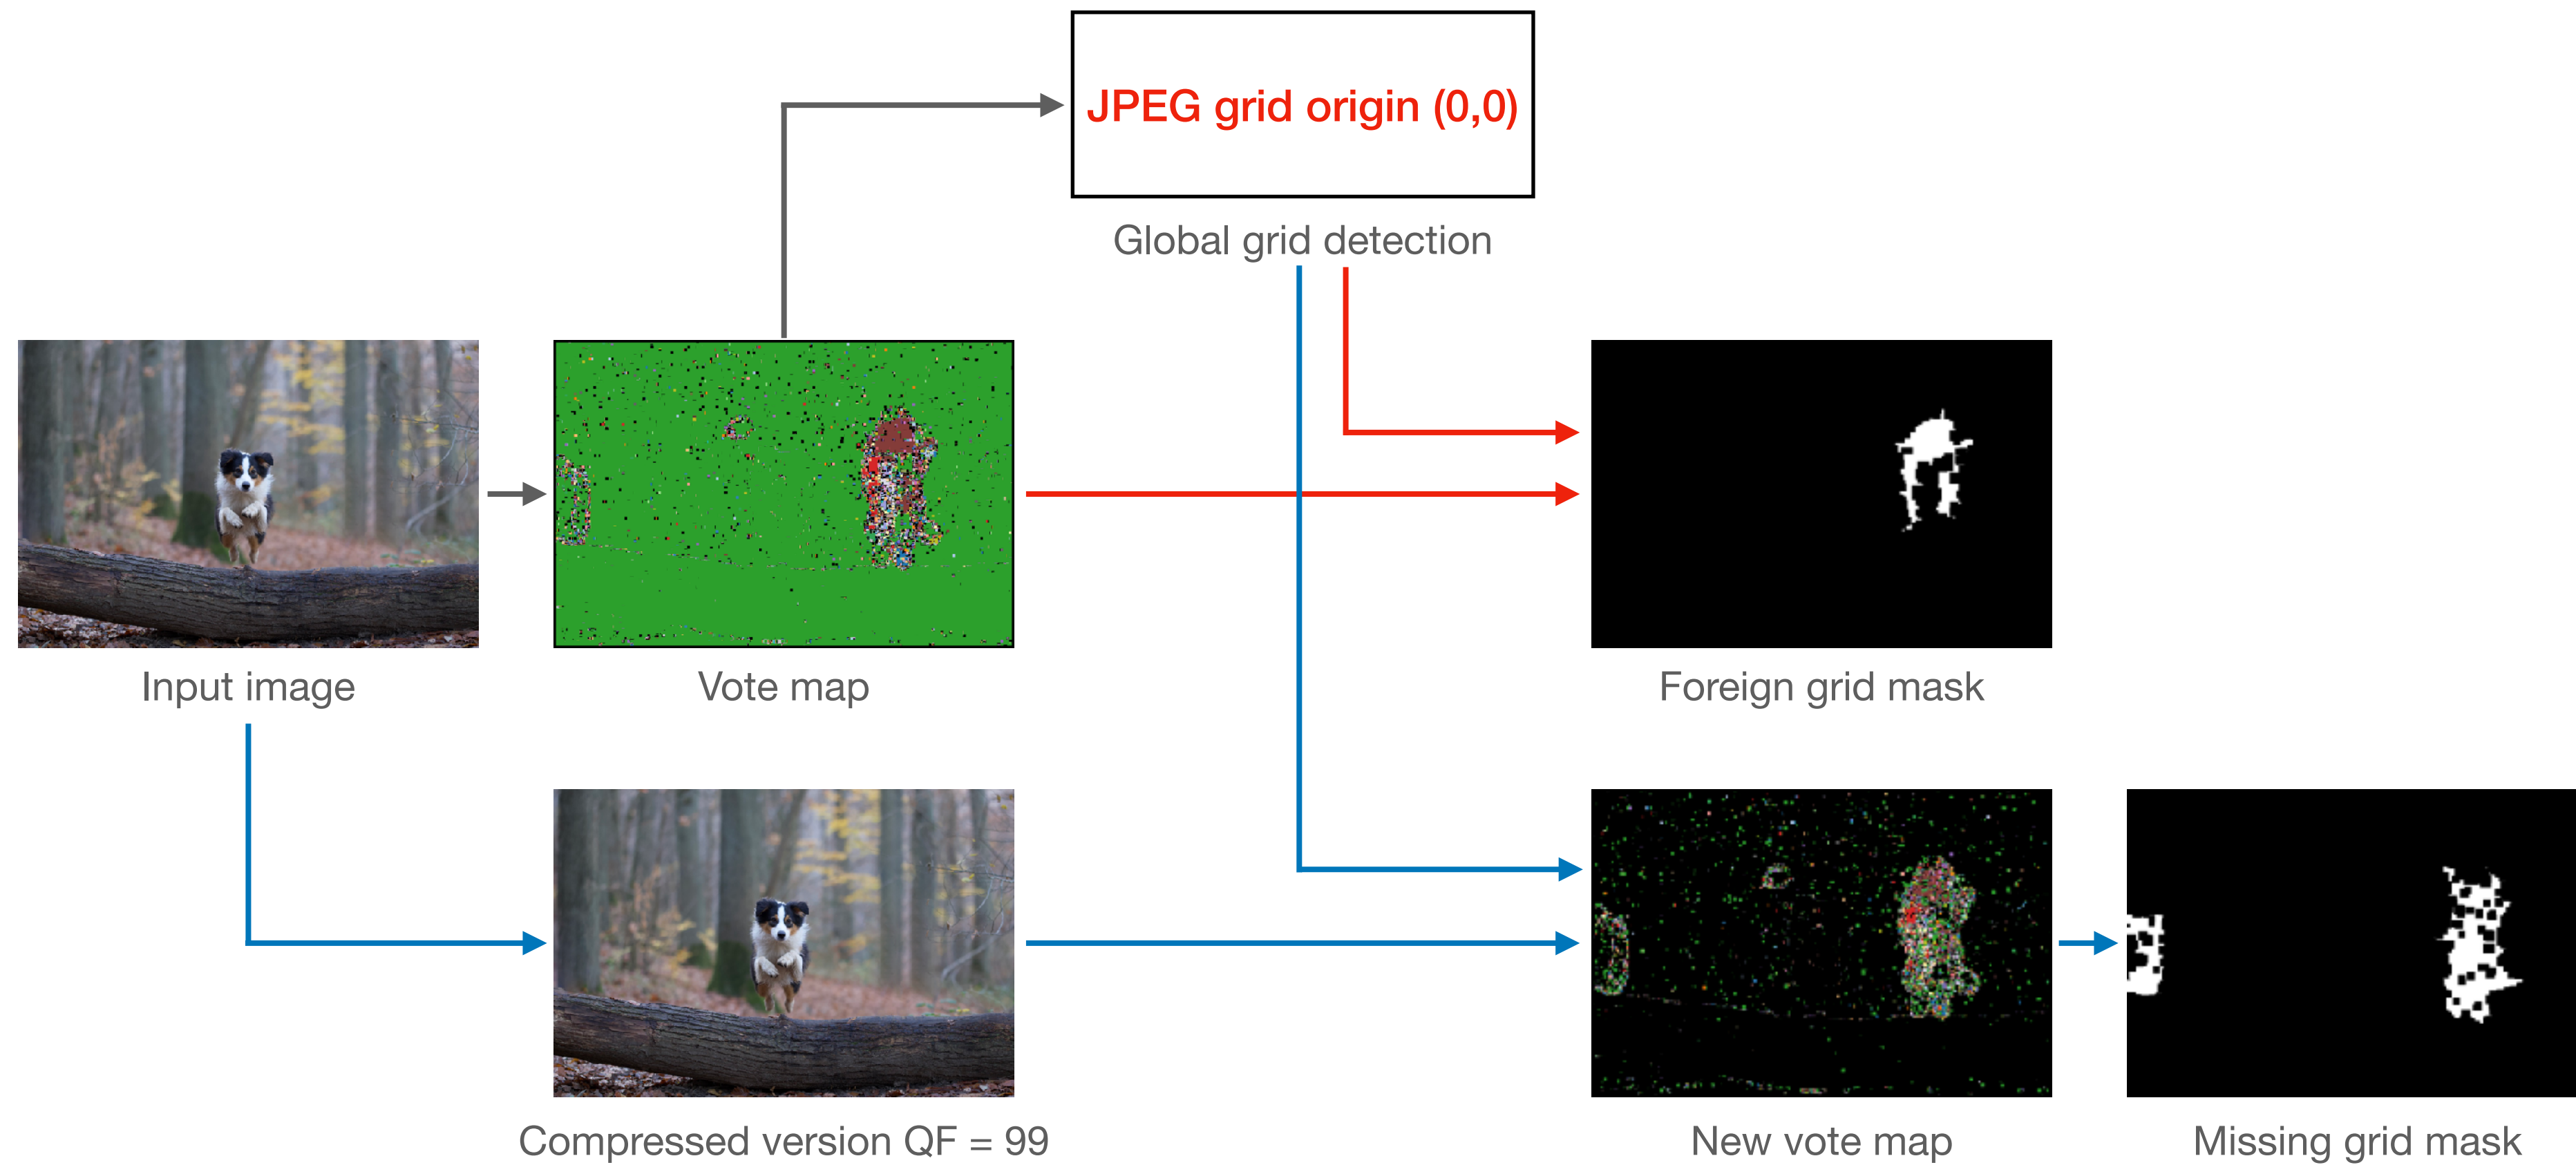 JPEG grid origin (0,0)
Global grid detection
Input image
Vote map
Foreign grid mask
Compressed version QF = 99
New vote map
Missing grid mask